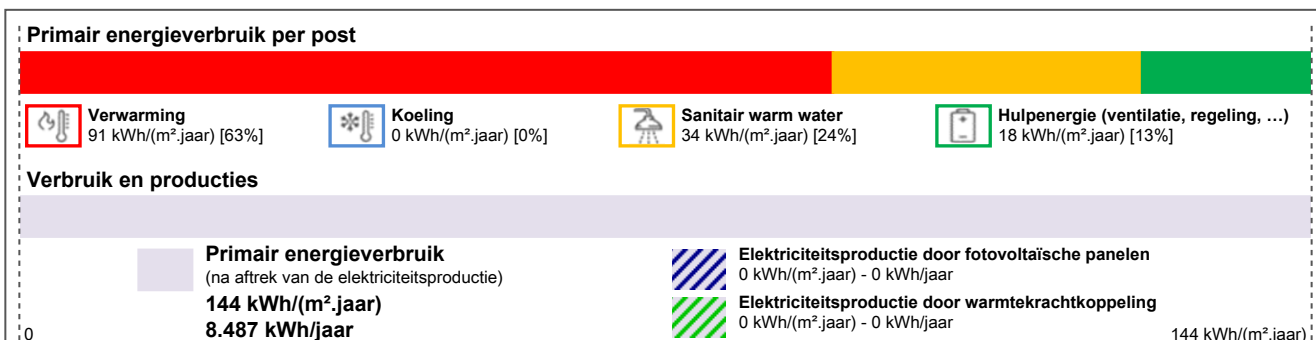 Primair energieverbruik per post
Verwarming
91 kWh/(m².jaar) [63%]
Koeling
0 kWh/(m².jaar) [0%]
Sanitair warm water
34 kWh/(m².jaar) [24%]
Hulpenergie (ventilatie, regeling, …)
18 kWh/(m².jaar) [13%]
Verbruik en producties
Primair energieverbruik
(na aftrek van de elektriciteitsproductie)
144 kWh/(m².jaar)
8.487 kWh/jaar
Elektriciteitsproductie door fotovoltaïsche panelen
0 kWh/(m².jaar) - 0 kWh/jaar
Elektriciteitsproductie door warmtekrachtkoppeling
0 kWh/(m².jaar) - 0 kWh/jaar
0
144 kWh/(m².jaar)